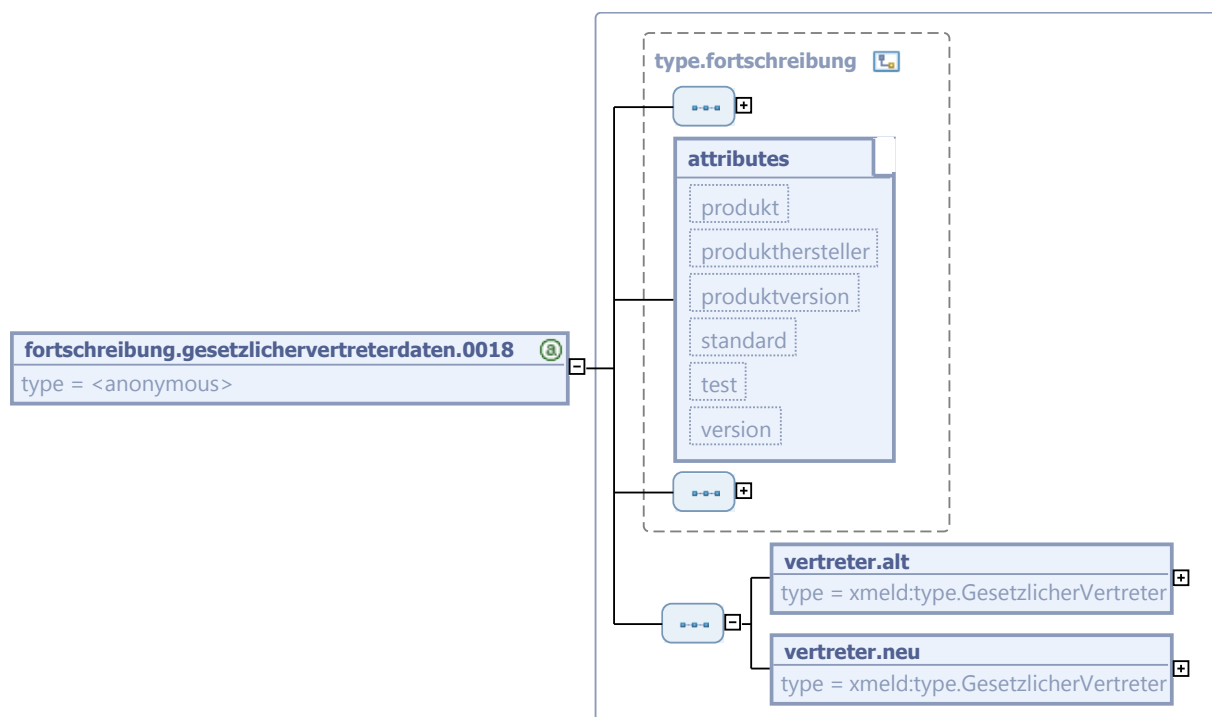 type.fortschreibung
attributes
produkt
produkthersteller
produktversion
standard
test
version
fortschreibung.gesetzlichervertreterdaten.0018 a
type = <anonymous>
vertreter.alt
type = xmeld:type.GesetzlicherVertreter
vertreter.neu
type = xmeld:type.GesetzlicherVertreter